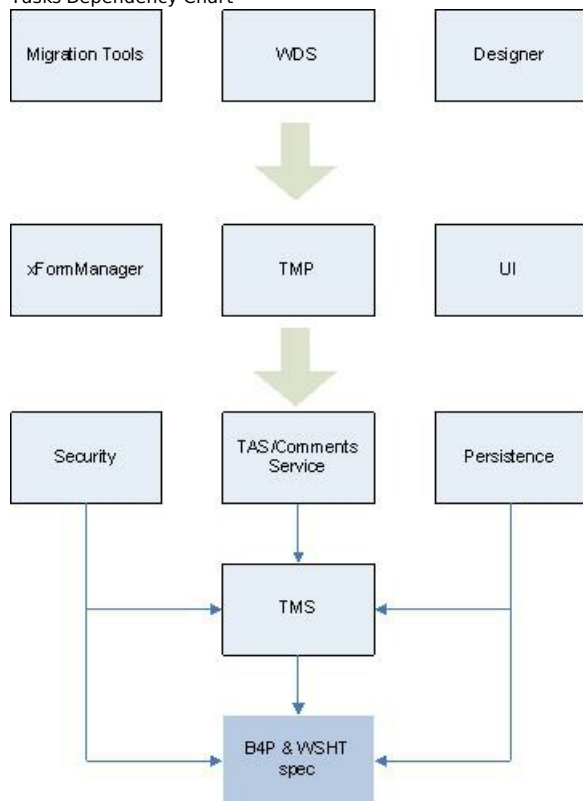 Tasks Dependency Chart
Migration Tools
WDS
Designer
xFormManager
TMP
UI
Security
TAS/Comments
Service
Persistence
TMS
B4P & WSHT
spec